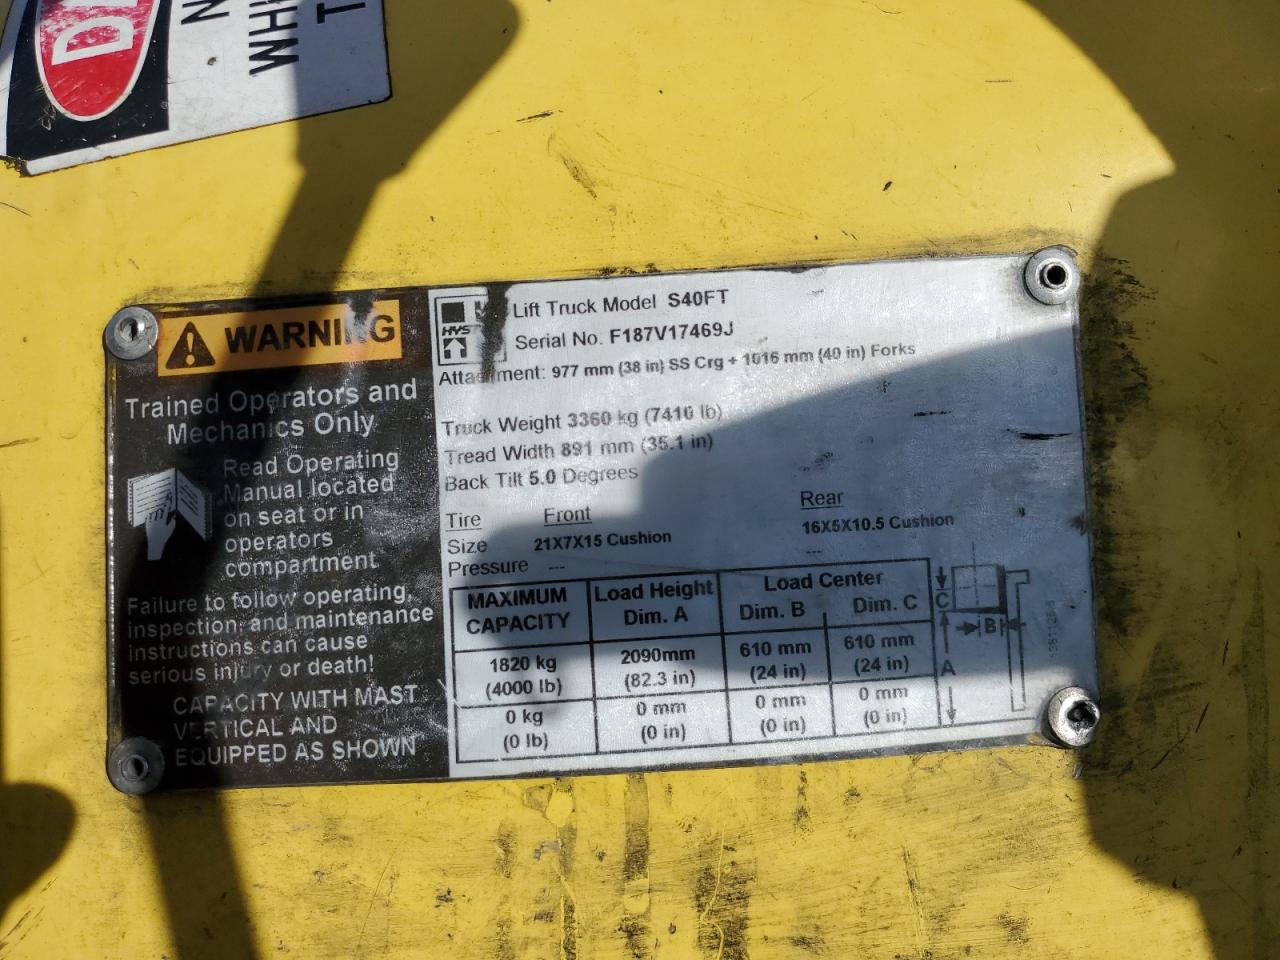 WARNING
Trained Operators and
Mechanics Only
Read Operating
Manual located
on seat or in
operators
compartment.
Failure to follow operating,
inspection, and maintenance
instructions can cause
serious injury or death!
CAPACITY WITH MAST
VERTICAL AND
EQUIPPED AS SHOWN
Lift Truck Model S40FT
Serial No. F187V17469J
Attachment: 977 mm (38 in) SS Crg + 1016 mm (40 in) Forks
Truck Weight 3360 kg (7410 lb)
Tread Width 891 mm (35.1 in)
Back Tilt 5.0 Degrees
Tire Front Rear
Size 21X7X15 Cushion 16X5X10.5 Cushion
Pressure --- ---
MAXIMUM CAPACITY
Load Height Dim. A
Load Center
Dim. B Dim. C
1820 kg 2090mm 610 mm 610 mm
(4000 lb) (82.3 in) (24 in) (24 in)
0 kg 0 mm 0 mm 0 mm
(0 lb) (0 in) (0 in) (0 in)
C
B
A